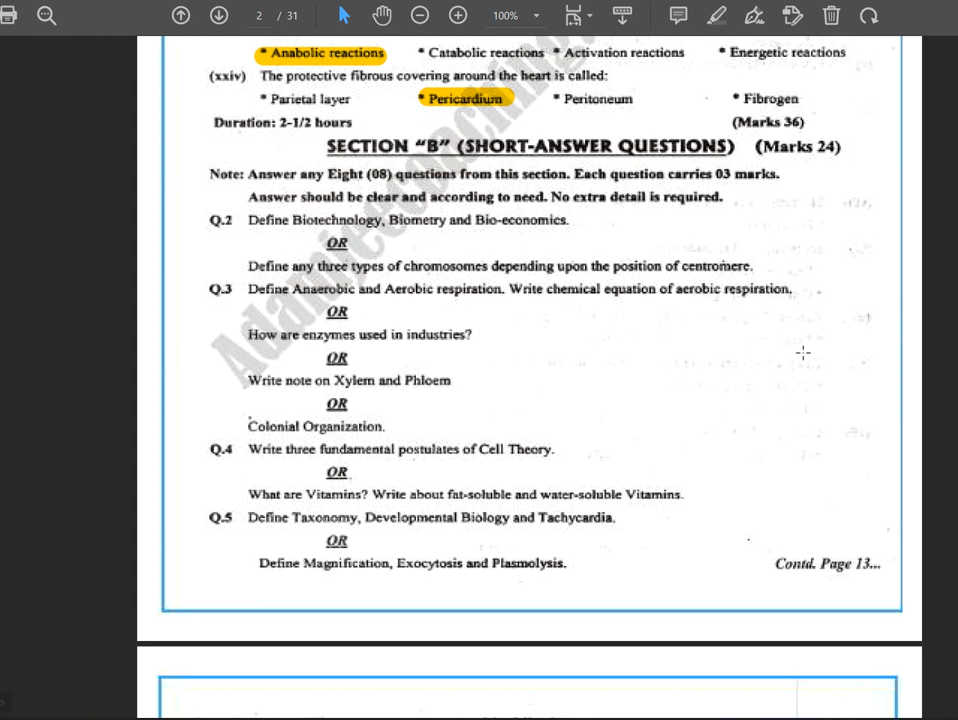 2 / 31
100%
* Anabolic reactions * Catabolic reactions * Activation reactions * Energetic reactions
(xxiv) The protective fibrous covering around the heart is called:
* Parietal layer * Pericardium * Peritoneum * Fibrogen
Duration: 2-1/2 hours (Marks 36)
SECTION "B" (SHORT-ANSWER QUESTIONS) (Marks 24)
Note: Answer any Eight (08) questions from this section. Each question carries 03 marks.
Answer should be clear and according to need. No extra detail is required.
Q.2 Define Biotechnology, Biometry and Bio-economics.
OR
Define any three types of chromosomes depending upon the position of centromere.
Q.3 Define Anaerobic and Aerobic respiration. Write chemical equation of aerobic respiration.
OR
How are enzymes used in industries?
OR
Write note on Xylem and Phloem
OR
Colonial Organization.
Q.4 Write three fundamental postulates of Cell Theory.
OR
What are Vitamins? Write about fat-soluble and water-soluble Vitamins.
Q.5 Define Taxonomy, Developmental Biology and Tachycardia.
OR
Define Magnification, Exocytosis and Plasmolysis.
Contd. Page 13...
Adamjeecoaching.